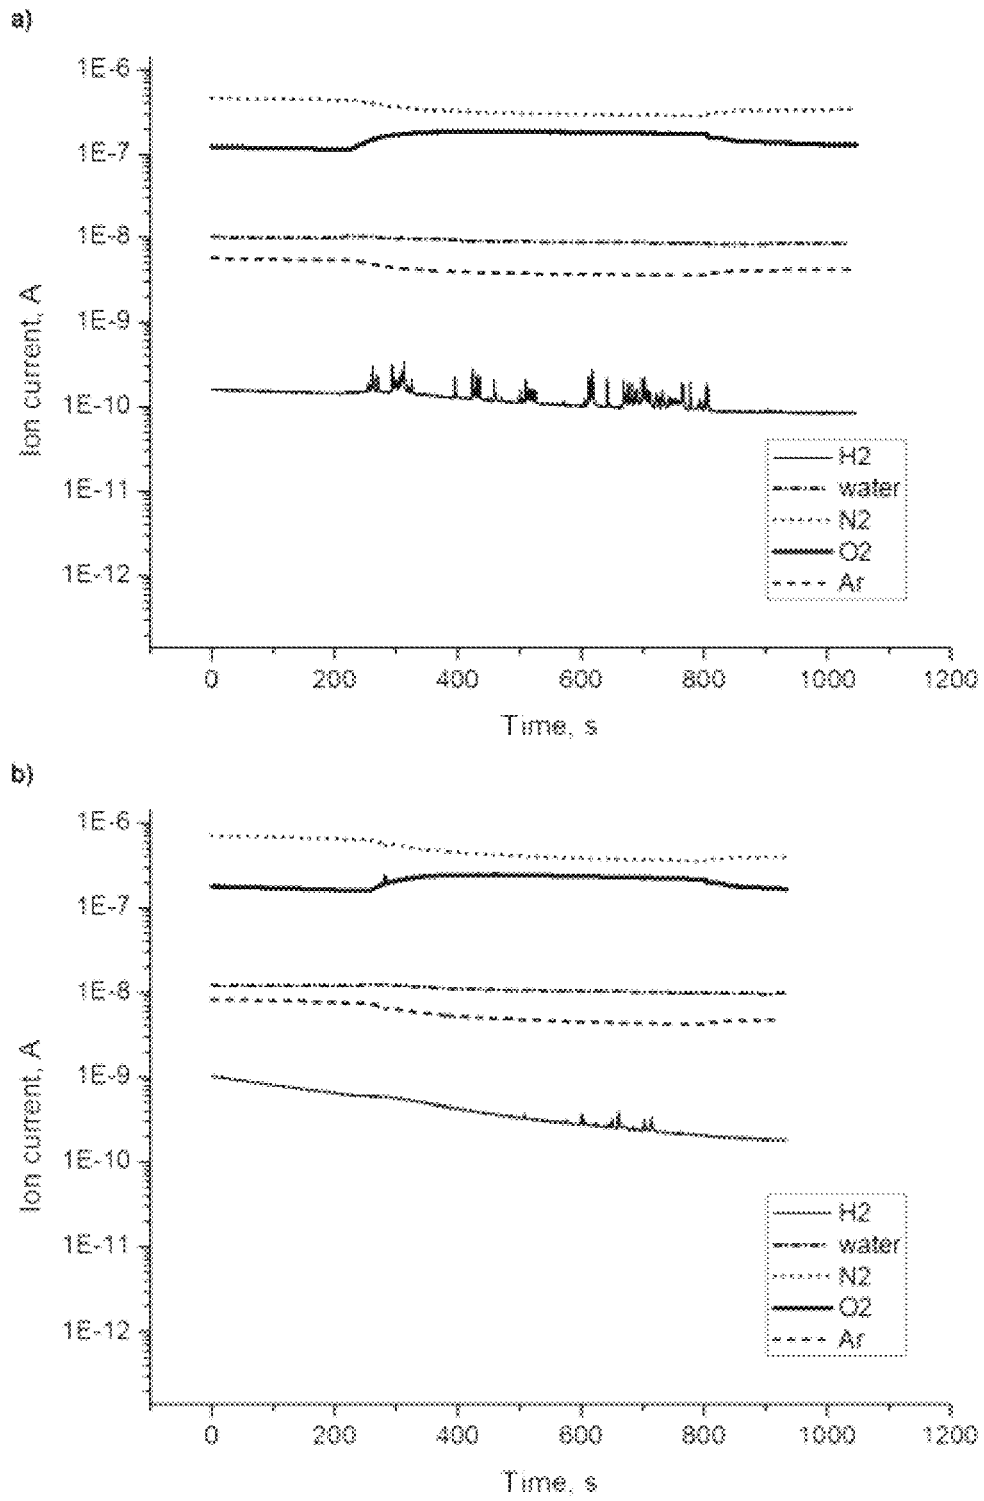 a)
1E-6
1E-7
1E-8
1E-9
1E-10
1E-11
1E-12
Ion current, A
H2
water
N2
O2
Ar
0 200 400 600 800 1000 1200
Time, s
b)
1E-6
1E-7
1E-8
1E-9
1E-10
1E-11
1E-12
Ion current, A
H2
water
N2
O2
Ar
0 200 400 600 800 1000 1200
Time, s